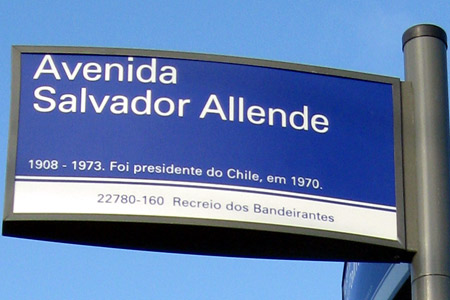 Avenida
Salvador Allende
1908 - 1973. Foi presidente do Chile, em 1970.
22780-160 Recreio dos Bandeirantes